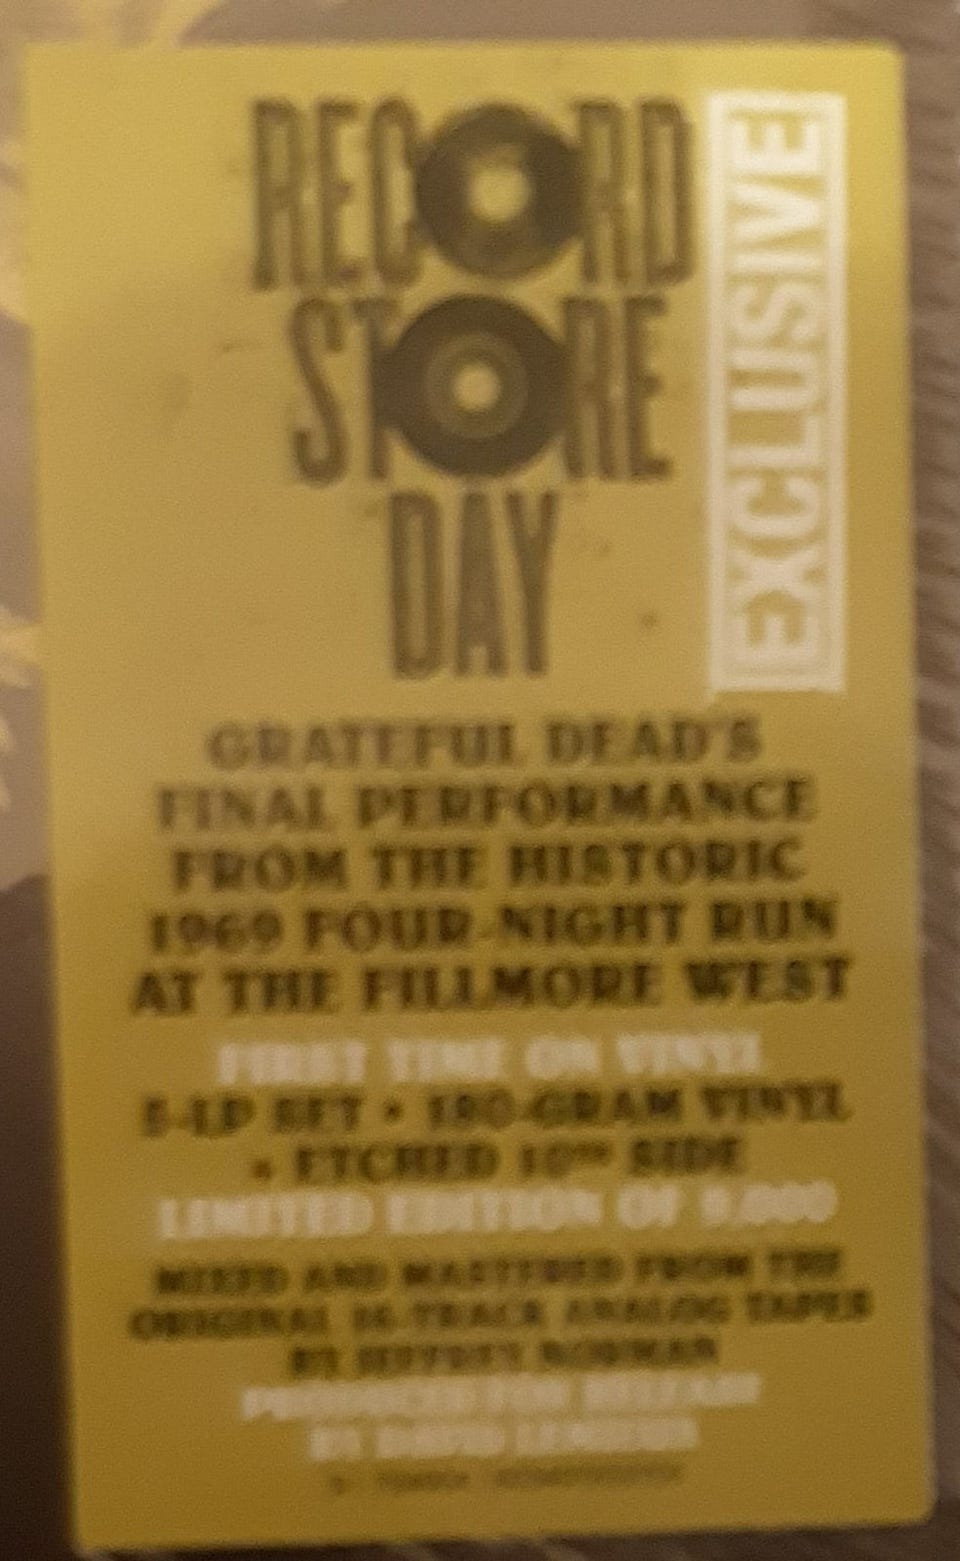 RECORD
STORE
DAY
EXCLUSIVE
GRATEFUL DEAD'S
FINAL PERFORMANCE
FROM THE HISTORIC
1969 FOUR-NIGHT RUN
AT THE FILLMORE WEST
FIRST TIME ON VINYL
5-LP SET • 180-GRAM VINYL
• ETCHED 10TH SIDE
LIMITED EDITION OF 9,000
MIXED AND MASTERED FROM THE
ORIGINAL 16-TRACK ANALOG TAPES
BY JEFFREY NORMAN
PRODUCED FOR RELEASE
BY DAVID LEMIEUX